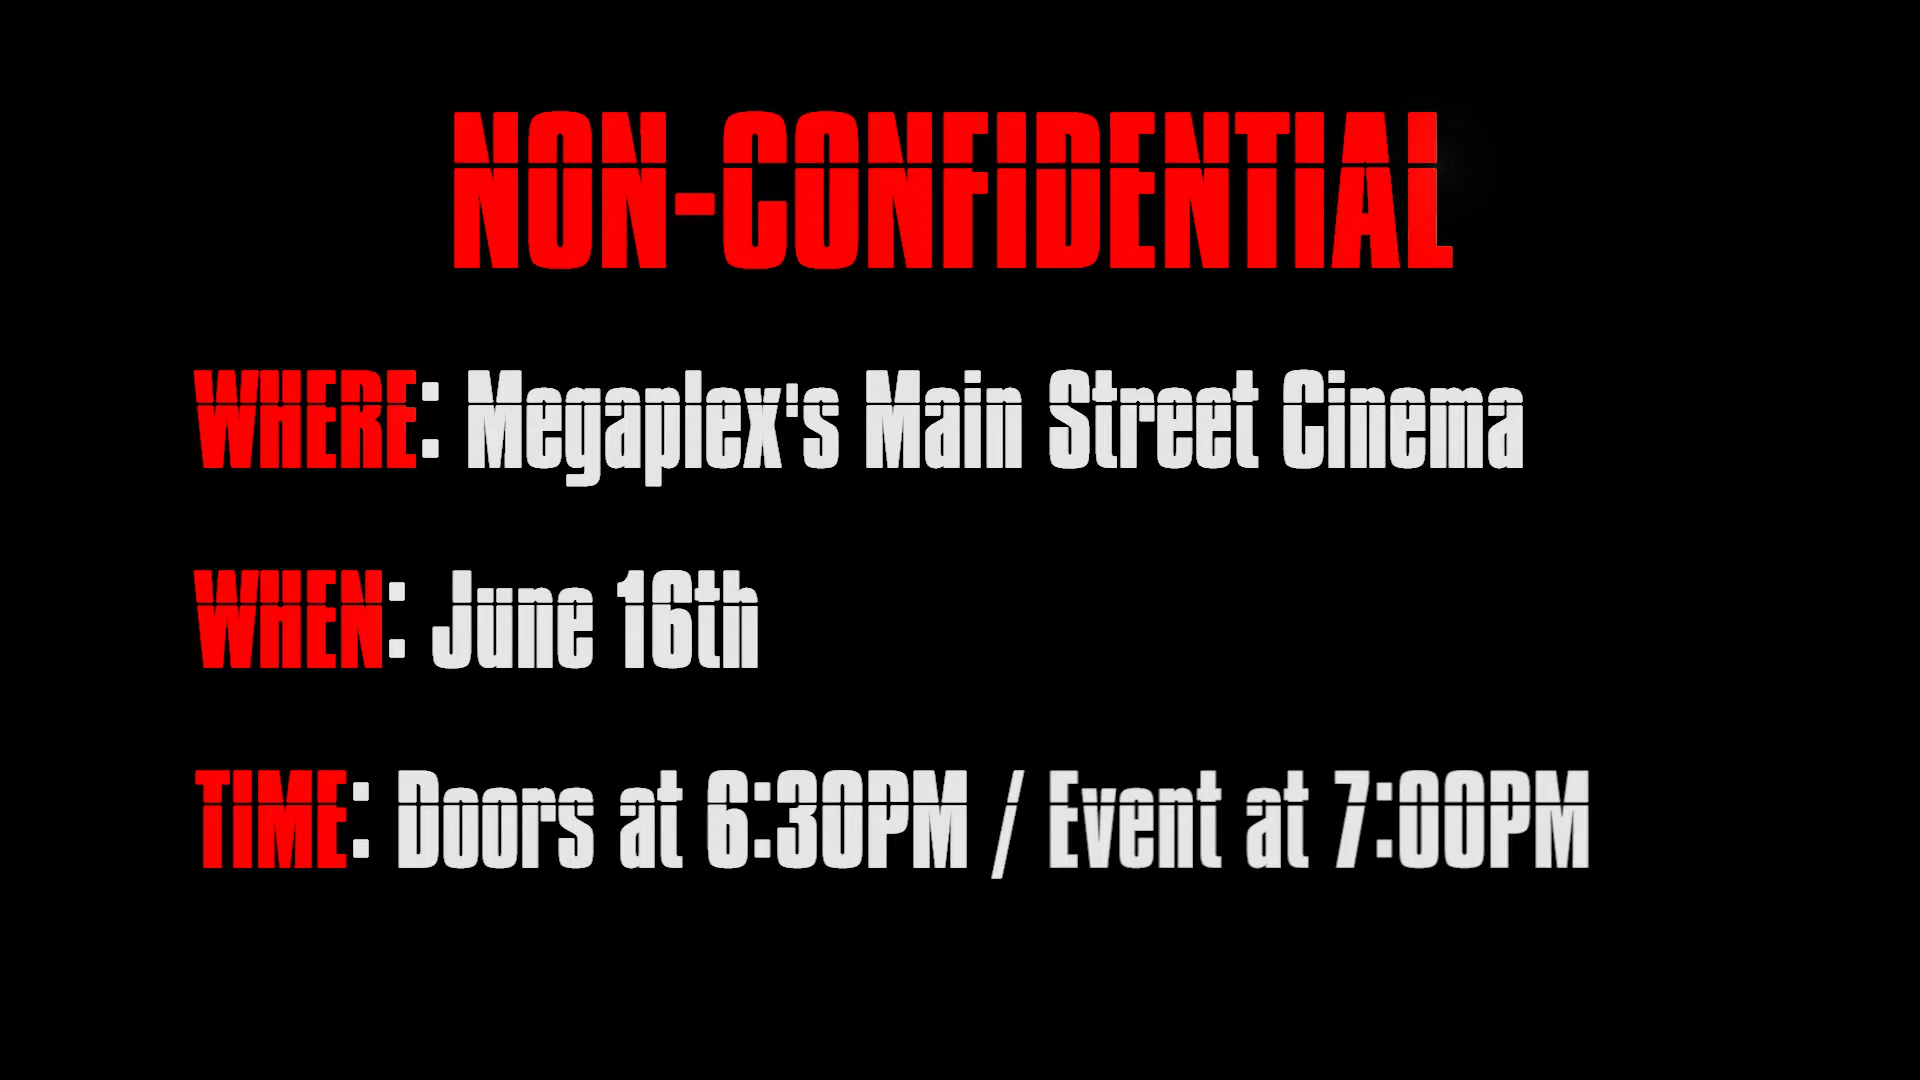 NON-CONFIDENTIAL
WHERE: Megaplex's Main Street Cinema
WHEN: June 16th
TIME: Doors at 6:30PM / Event at 7:00PM